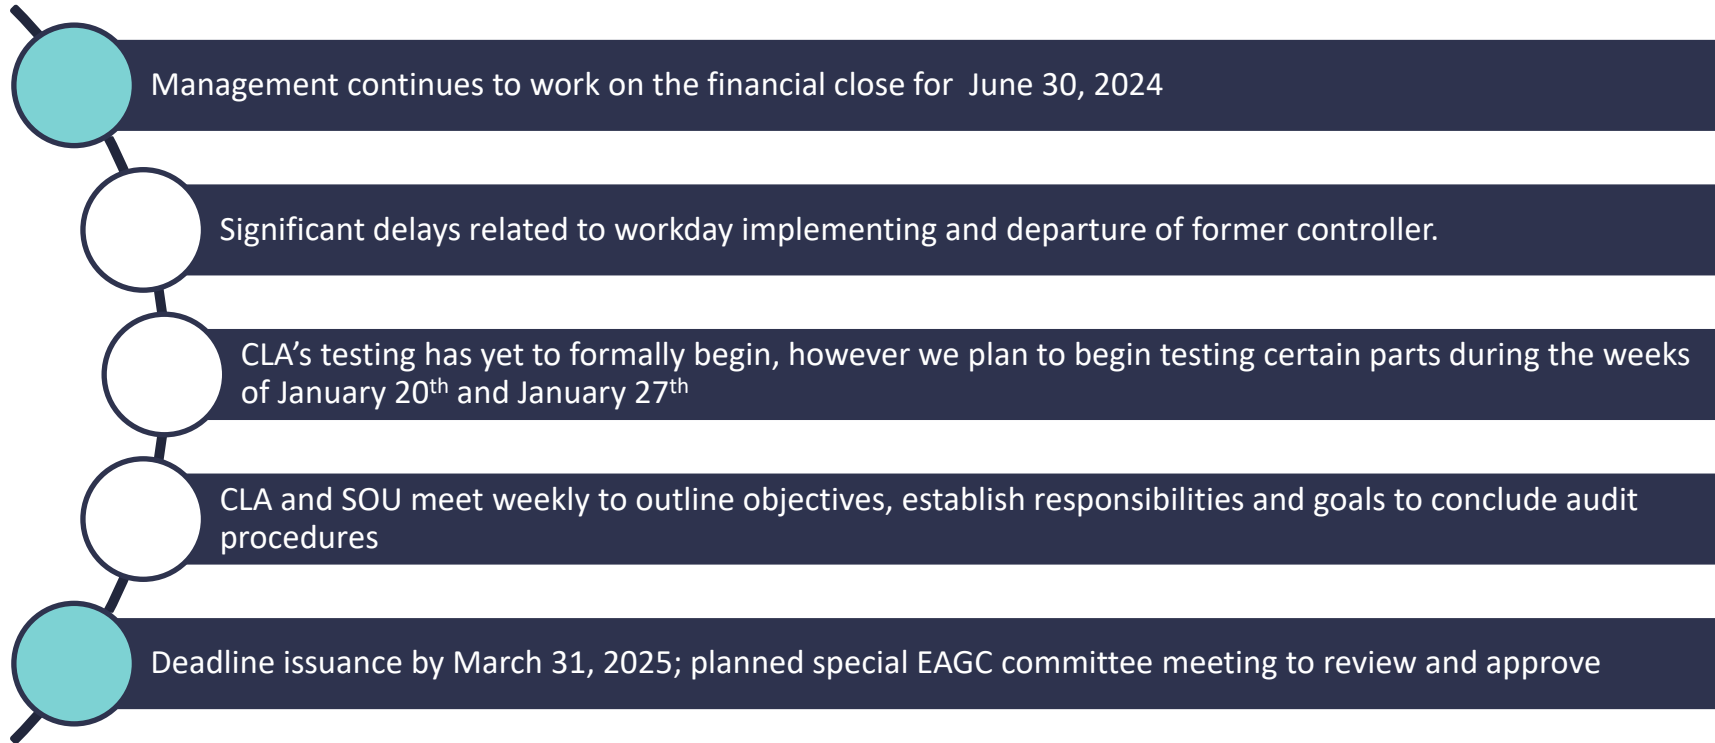 Management continues to work on the financial close for  June 30, 2024
Significant delays related to workday implementing and departure of former controller.
CLA’s testing has yet to formally begin, however we plan to begin testing certain parts during the weeks
of January 20th and January 27th
CLA and SOU meet weekly to outline objectives, establish responsibilities and goals to conclude audit
procedures
Deadline issuance by March 31, 2025; planned special EAGC committee meeting to review and approve